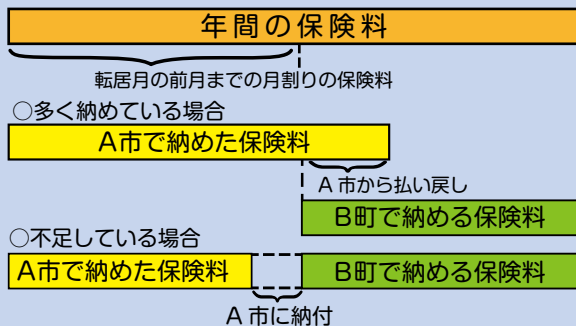 年間の保険料
転居月の前月までの月割りの保険料
○多く納めている場合
A市で納めた保険料
A市から払い戻し
B町で納める保険料
○不足している場合
A市で納めた保険料
B町で納める保険料
A市に納付